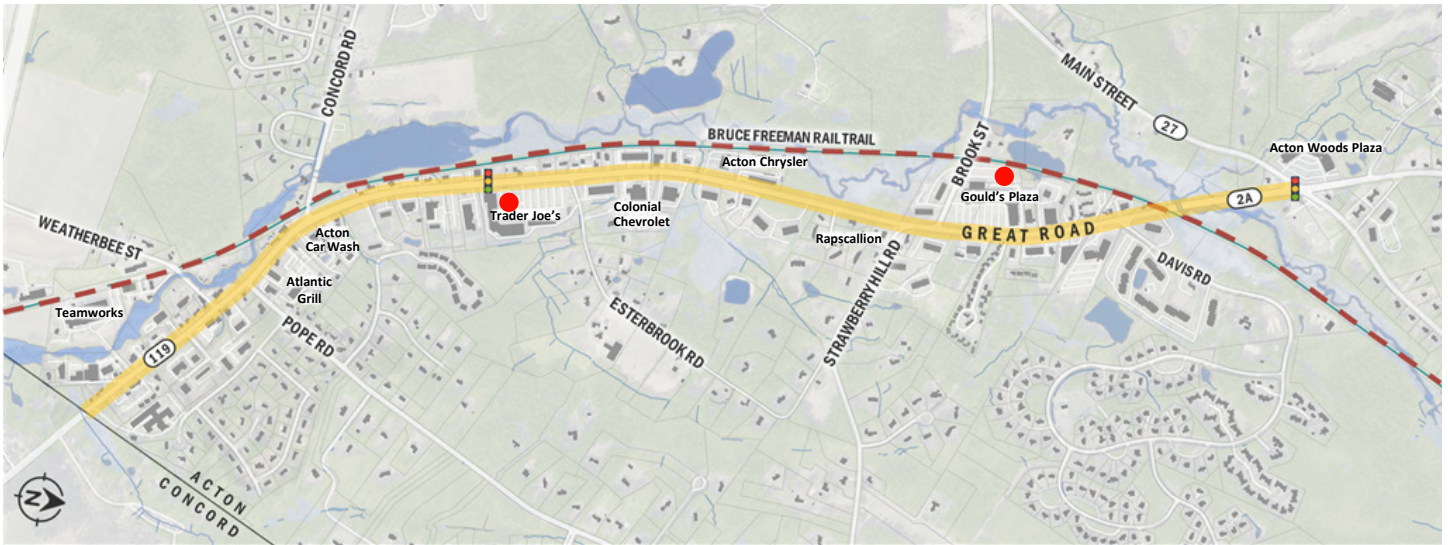 CONCORD RD
MAIN STREET
27
BRUCE FREEMAN RAIL TRAIL
Acton Woods Plaza
Acton Chrysler
BROOK ST
Gould's Plaza
2A
Trader Joe's
Colonial
Chevrolet
WEATHERBEE ST
Acton
Car Wash
Rapscallion
GREAT ROAD
STRAWBERRY HILL RD
DAVIS RD
Atlantic
Grill
Teamworks
POPE RD
ESTERBROOK RD
119
ACTON
CONCORD
N